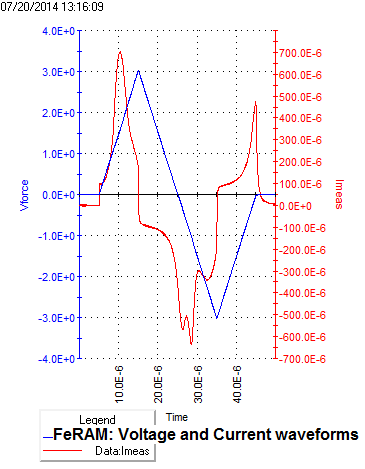 07/20/2014 13:16:09
4.0E+0
3.0E+0
2.0E+0
1.0E+0
0.0E+0
-1.0E+0
-2.0E+0
-3.0E+0
-4.0E+0
Vforce
700.0E-6
600.0E-6
500.0E-6
400.0E-6
300.0E-6
200.0E-6
100.0E-6
0.0E+0
-100.0E-6
-200.0E-6
-300.0E-6
-400.0E-6
-500.0E-6
-600.0E-6
-700.0E-6
Imeas
10.0E-6
20.0E-6
30.0E-6
40.0E-6
Time
Legend
FeRAM: Voltage and Current waveforms
Data:Imeas